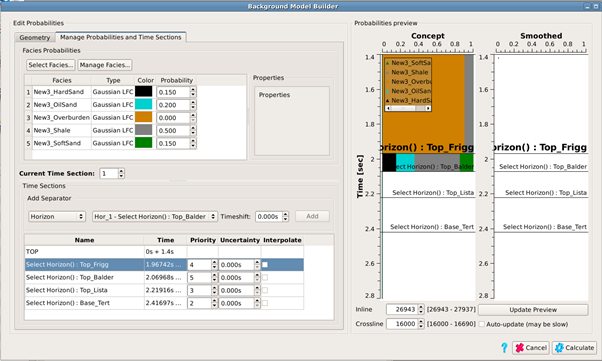 Background Model Builder
Edit Probabilities
Geometry Manage Probabilities and Time Sections
Facies Probabilities
Select Facies... Manage Facies...
Facies Type Color Probability
1 New3_HardSand Gaussian LFC 0.150
2 New3_OilSand Gaussian LFC 0.200
3 New3_Overburden Gaussian LFC 0.000
4 New3_Shale Gaussian LFC 0.500
5 New3_SoftSand Gaussian LFC 0.150
Properties
Properties
Current Time Section: 1
Time Sections
Add Separator
Horizon Hor_1 - Select Horizon() : Top_Balder Timeshift: 0.000s Add
Name Time Priority Uncertainty Interpolate
TOP 0s + 1.4s
Select Horizon() : Top_Frigg 1.96742s ... 4 0.000s
Select Horizon() : Top_Balder 2.06968s ... 5 0.000s
Select Horizon() : Top_Lista 2.21916s ... 3 0.000s
Select Horizon() : Base_Tert 2.41697s ... 2 0.000s
Probabilities preview
Concept
0 0.2 0.4 0.6 0.8 1.0
1.4
1.6
1.8
2
2.2
2.4
2.6
2.8
Time [sec]
New3_SoftSa
New3_Shale
New3_Overbu
New3_OilSand
New3_HardSa
orizon() : Top_Frigg
ect Horizon() : Top_Balder
Select Horizon() : Top_Lista
Select Horizon() : Base_Tert
Smoothed
0 0.2 0.4 0.6 0.8 1.0
orizon() : Top_Frigg
Select Horizon() : Top_Balder
Select Horizon() : Top_Lista
Select Horizon() : Base_Tert
Inline 26943 [26943 - 27937] Update Preview
Crossline 16000 [16000 - 16690] Auto-update (may be slow)
? Cancel Calculate